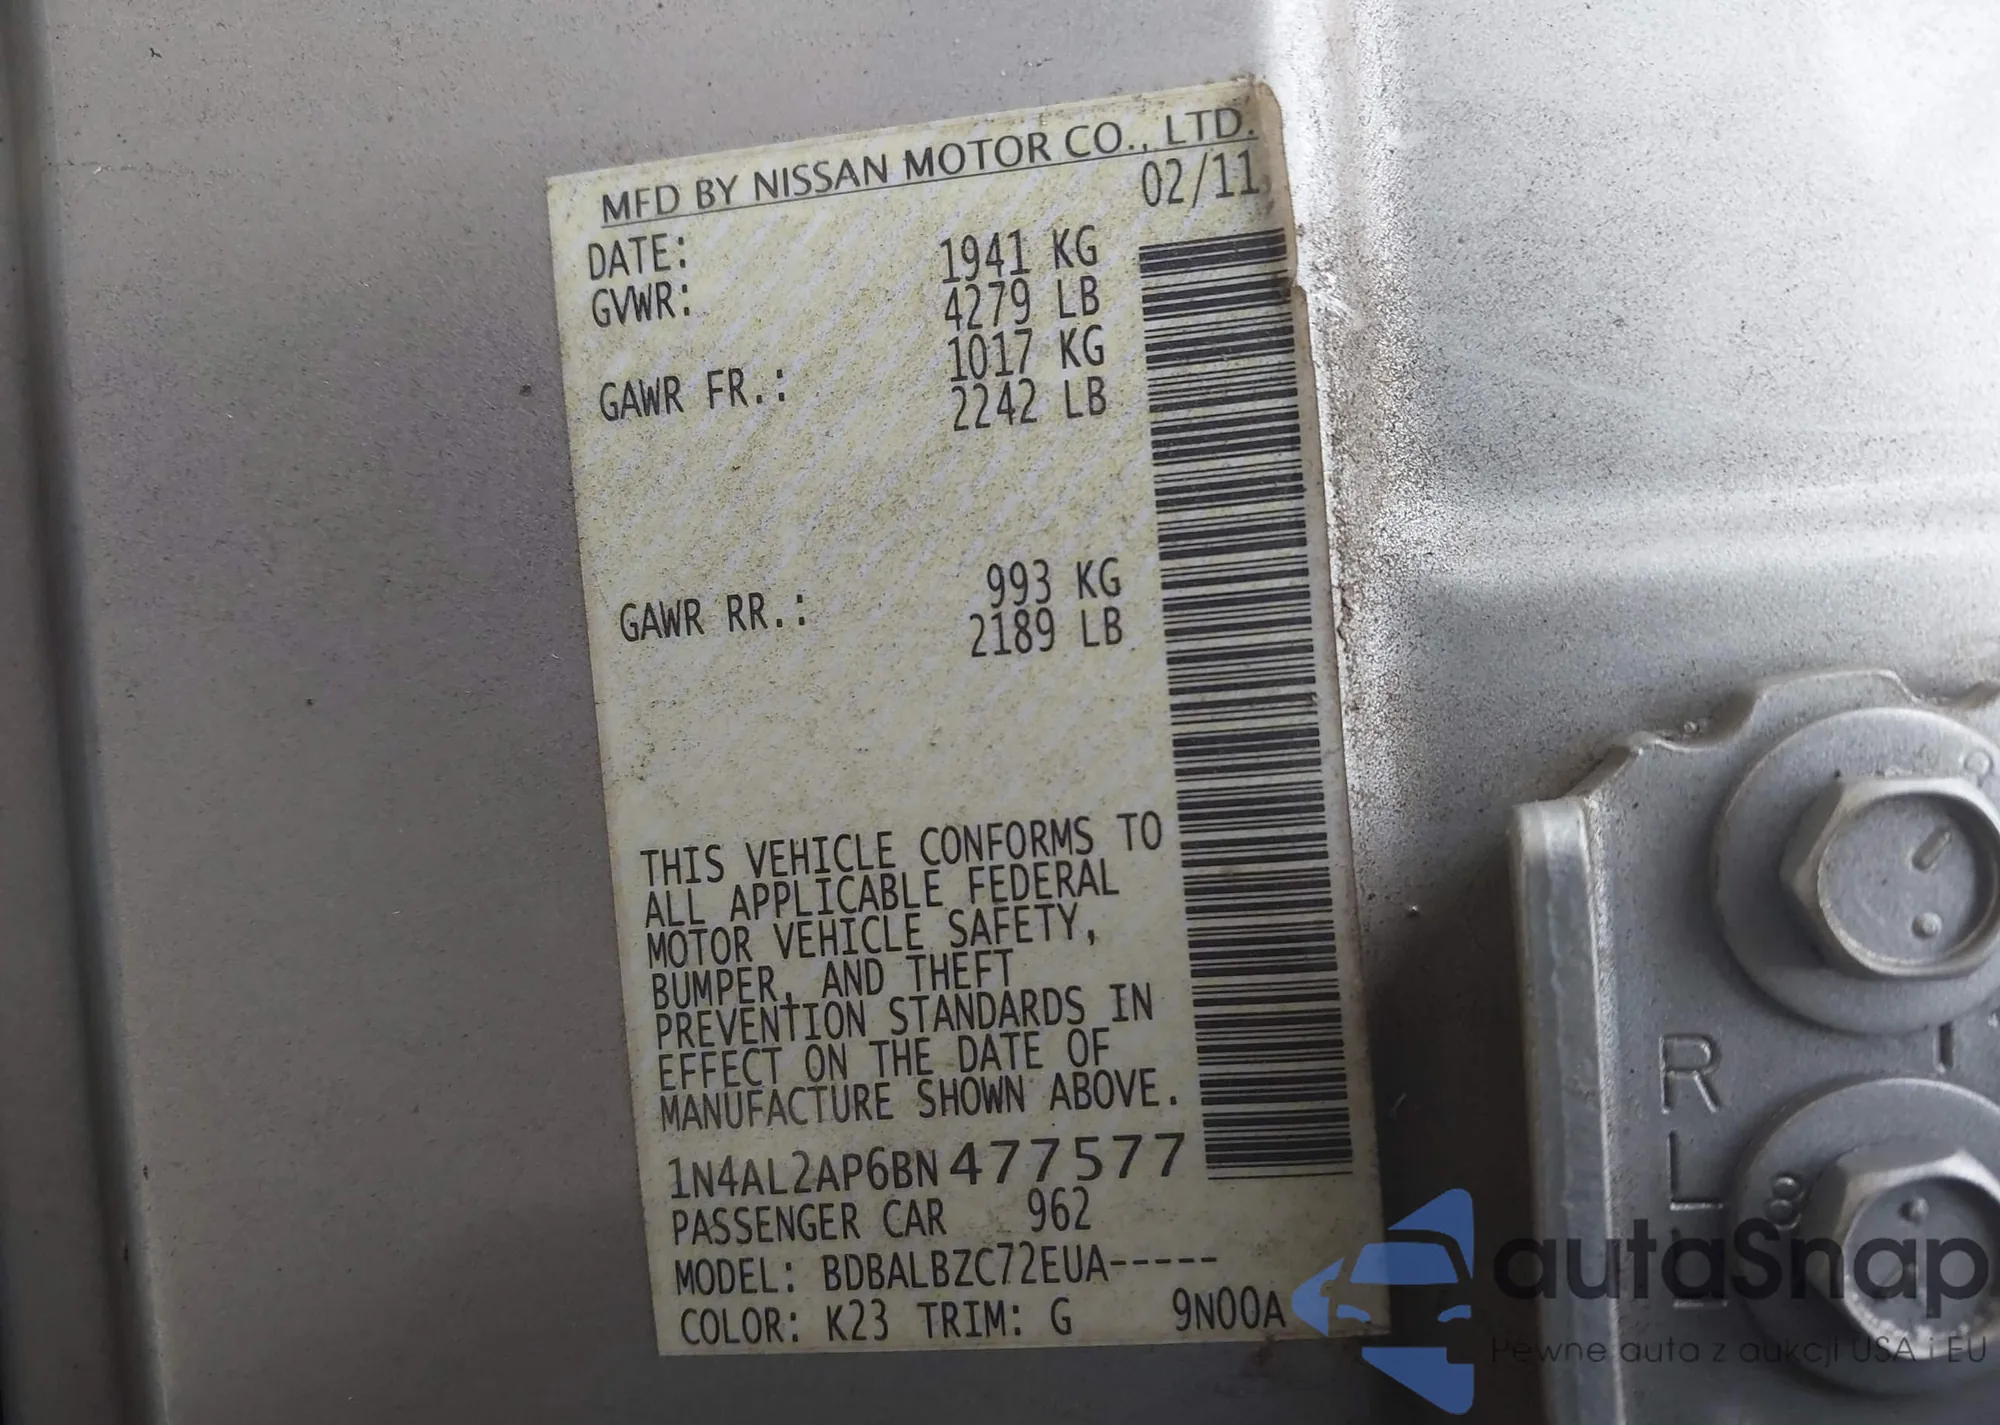 MFD BY NISSAN MOTOR CO., LTD.
DATE: 02/11
GVWR: 1941 KG
4279 LB
GAWR FR.: 1017 KG
2242 LB
GAWR RR.: 993 KG
2189 LB
THIS VEHICLE CONFORMS TO
ALL APPLICABLE FEDERAL
MOTOR VEHICLE SAFETY,
BUMPER, AND THEFT
PREVENTION STANDARDS IN
EFFECT ON THE DATE OF
MANUFACTURE SHOWN ABOVE.
1N4AL2AP6BN477577
PASSENGER CAR 962
MODEL: BDBALBZC72EUA-----
COLOR: K23 TRIM: G 9N00A
R
L
8
autaSnap
Pewne auta z aukcji USA i EU